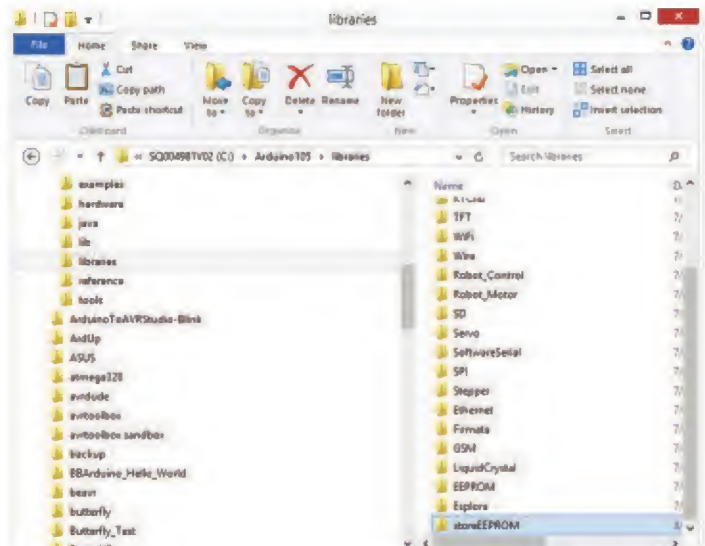 libraries
File Home Share View
Copy
Paste
Cut
Copy path
Paste shortcut
Move to
Copy to
Delete
Rename
New folder
Properties
Open
Edit
History
Select all
Select none
Invert selection
Clipboard
Organize
New
Open
Select
SQ004981V02 (C:) Arduino105 libraries
Search libraries
examples
hardware
java
lib
libraries
reference
tools
ArduinoToAVRStudio-Blink
ArdUp
ASUS
atmega328
avrdude
avrtoolbox
avrtoolbox sandbox
backup
BBArduino_Hello_World
beavr
butterfly
Butterfly_Test
Name
TFT
WiFi
Wire
Robot_Control
Robot_Motor
SD
Servo
SoftwareSerial
SPI
Stepper
Ethernet
Firmata
GSM
LiquidCrystal
EEPROM
Esplora
storeEEPROM